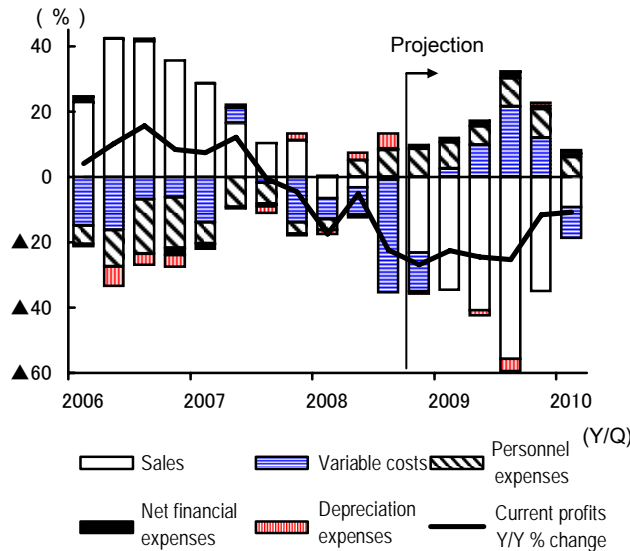 ( % )
Projection
40
20
0
▲20
▲40
▲60
2006 2007 2008 2009 2010
(Y/Q)
Sales
Variable costs
Personnel
expenses
Net financial
expenses
Depreciation
expenses
Current profits
Y/Y % change